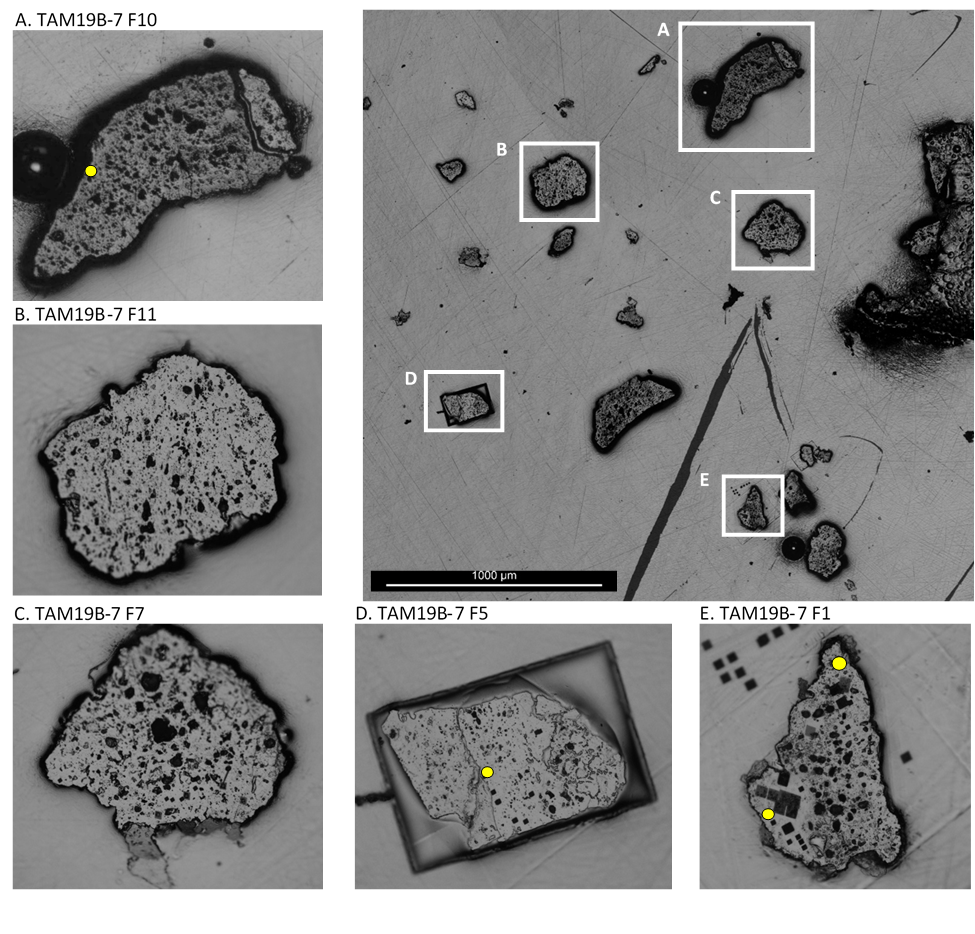 A. TAM19B-7 F10
A
B
C
D
E
1000 µm
B. TAM19B-7 F11
C. TAM19B-7 F7
D. TAM19B-7 F5
E. TAM19B-7 F1